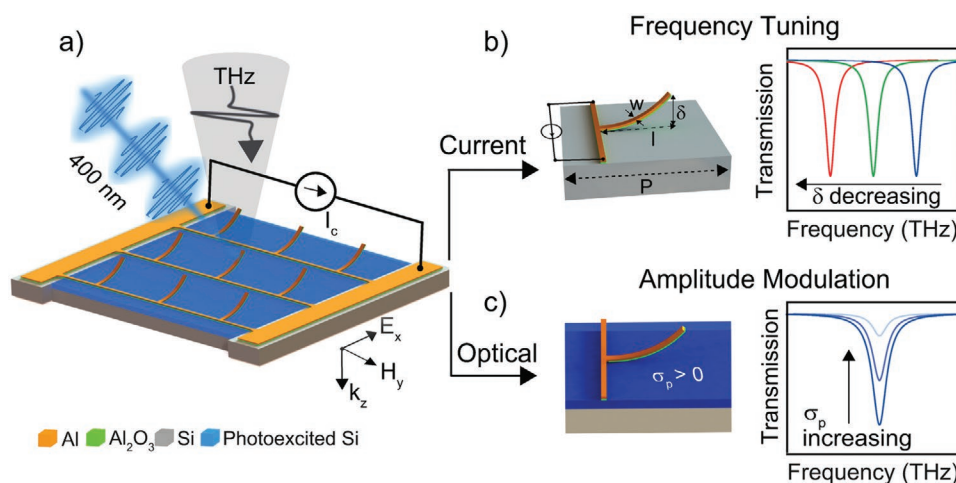 a)
THz
400 nm
I_c
E_x
H_y
k_z
Al
Al₂O₃
Si
Photoexcited Si
Current
Optical
b)
Frequency Tuning
w
δ
l
P
Transmission
δ decreasing
Frequency (THz)
c)
Amplitude Modulation
σ_p > 0
Transmission
σ_p
increasing
Frequency (THz)